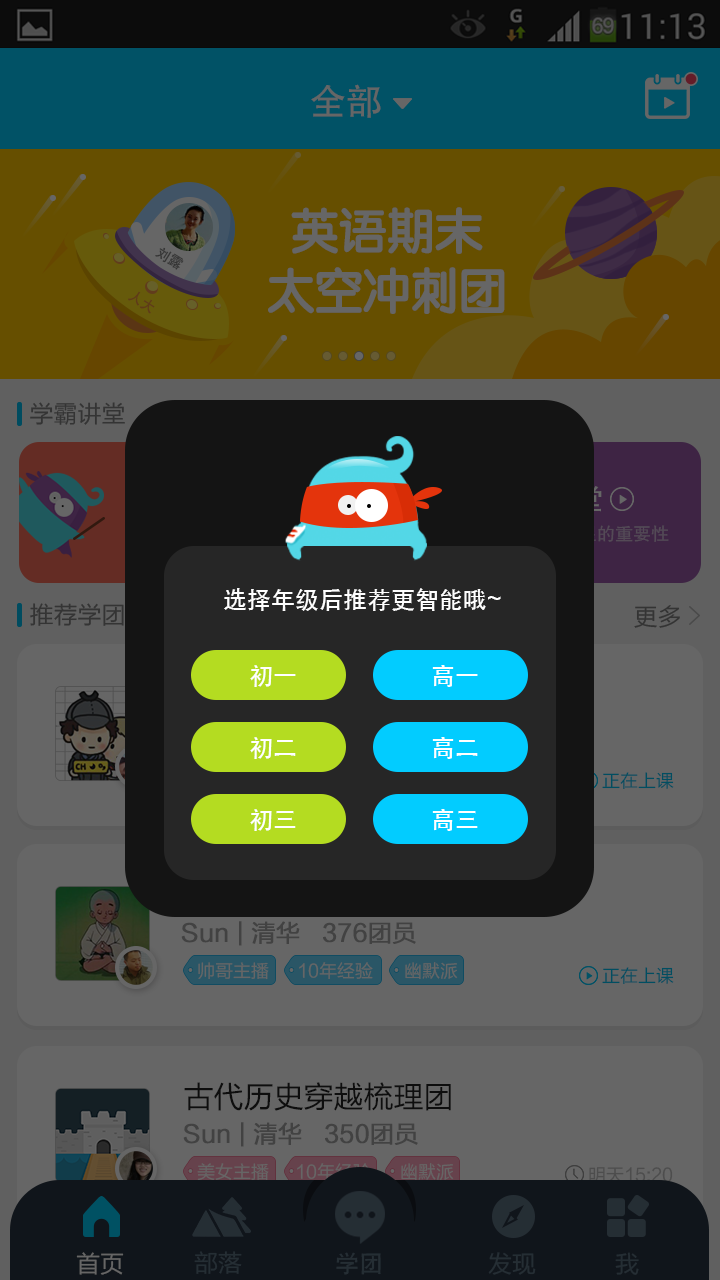 G
69 11:13
全部
英语期末
太空冲刺团
刘露
人大
学霸讲堂
的重要性
推荐学团
更多
选择年级后推荐更智能哦~
初一 高一
初二 高二
初三 高三
正在上课
Sun | 清华 376团员
帅哥主播 10年经验 幽默派
正在上课
古代历史穿越梳理团
Sun | 清华 350团员
美女主播 10年经验 幽默派
明天15:20
首页 部落 学团 发现 我